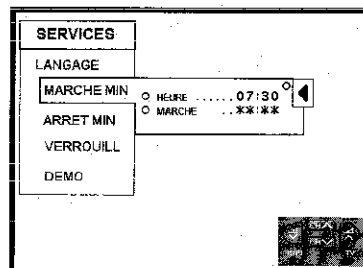 SERVICES
LANGAGE
MARCHE MIN
HEURE ......07:30
MARCHE ..**:**
ARRET MIN
VERROUILL
DEMO